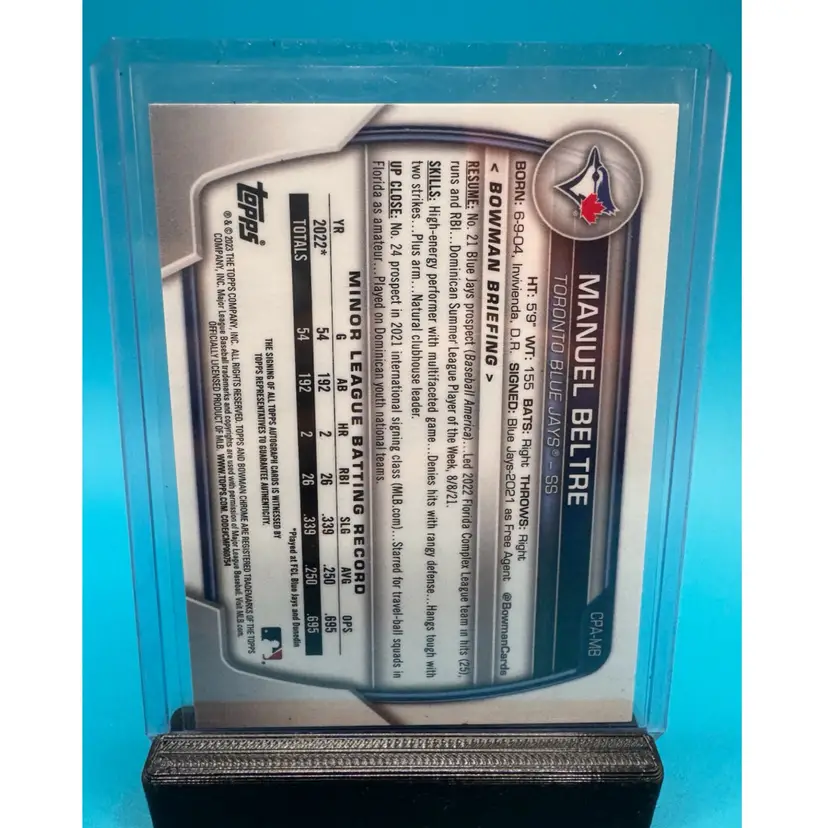 CPA-MB
MANUEL BELTRE
TORONTO BLUE JAYS® - SS
HT: 5'9" WT: 155 BATS: Right THROWS: Right
BORN: 6-9-04, Invivienda, D.R. SIGNED: Blue Jays-2021 as Free Agent @BowmanCards
< BOWMAN BRIEFING >
RESUME: No. 21 Blue Jays prospect (Baseball America)...Led 2022 Florida Complex League team in hits (25),
runs and RBI...Dominican Summer League Player of the Week, 8/8/21.
SKILLS: High-energy performer with multifaceted game...Denies hits with rangy defense...Hangs tough with
two strikes...Plus arm...Natural clubhouse leader.
UP CLOSE: No. 24 prospect in 2021 international signing class (MLB.com)...Starred for travel-ball squads in
Florida as amateur...Played on Dominican youth national teams.
MINOR LEAGUE BATTING RECORD
YR G AB HR RBI SLG AVG OPS
2022* 54 192 2 26 .339 .250 .695
TOTALS 54 192 2 26 .339 .250 .695
*Played at FCL Blue Jays and Dunedin
THE SIGNING OF ALL TOPPS AUTOGRAPH CARDS IS WITNESSED BY
TOPPS REPRESENTATIVES TO GUARANTEE AUTHENTICITY.
topps®
® & © 2023 THE TOPPS COMPANY, INC. ALL RIGHTS RESERVED. TOPPS AND BOWMAN CHROME ARE REGISTERED TRADEMARKS OF THE TOPPS
COMPANY, INC. Major League Baseball trademarks and copyrights are used with permission of Major League Baseball. Visit MLB.com.
OFFICIALLY LICENSED PRODUCT OF MLB. WWW.TOPPS.COM. CODE#CMP000754